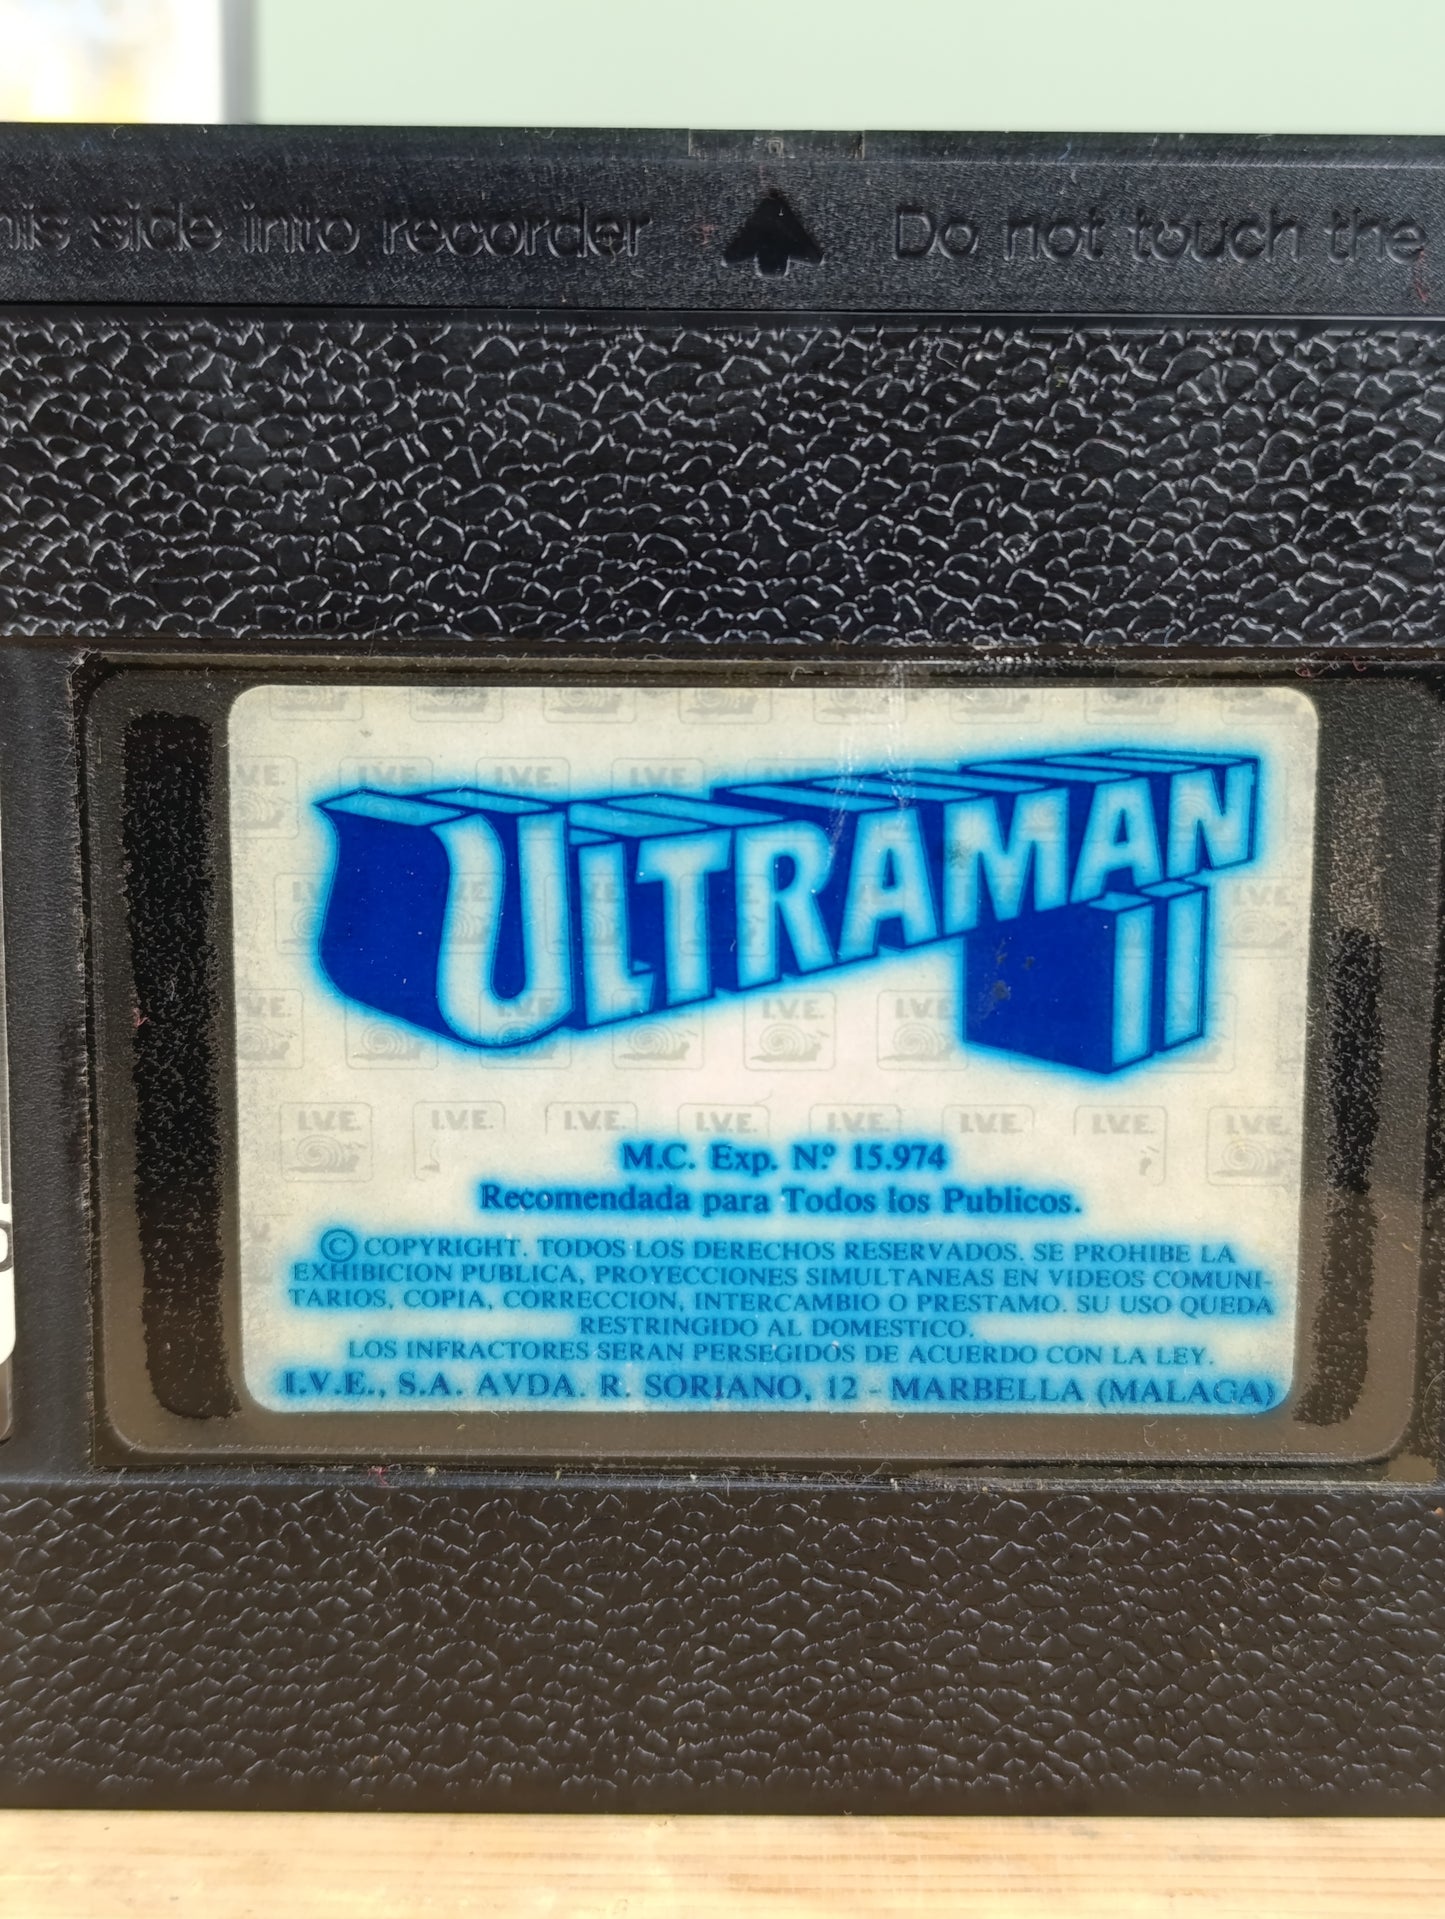 his side into recorder Do not touch the
ULTRAMAN
II
I.V.E.
M.C. Exp. N.º 15.974
Recomendada para Todos los Publicos.
© COPYRIGHT. TODOS LOS DERECHOS RESERVADOS. SE PROHIBE LA
EXHIBICION PUBLICA, PROYECCIONES SIMULTANEAS EN VIDEOS COMUNI-
TARIOS, COPIA, CORRECCION, INTERCAMBIO O PRESTAMO. SU USO QUEDA
RESTRINGIDO AL DOMESTICO.
LOS INFRACTORES SERAN PERSEGIDOS DE ACUERDO CON LA LEY.
I.V.E., S.A. AVDA. R. SORIANO, 12 - MARBELLA (MALAGA)